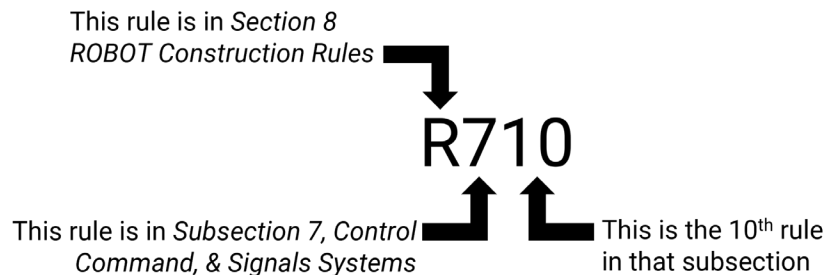 This rule is in Section 8
ROBOT Construction Rules
R710
This rule is in Subsection 7, Control
Command, & Signals Systems
This is the 10th rule
in that subsection